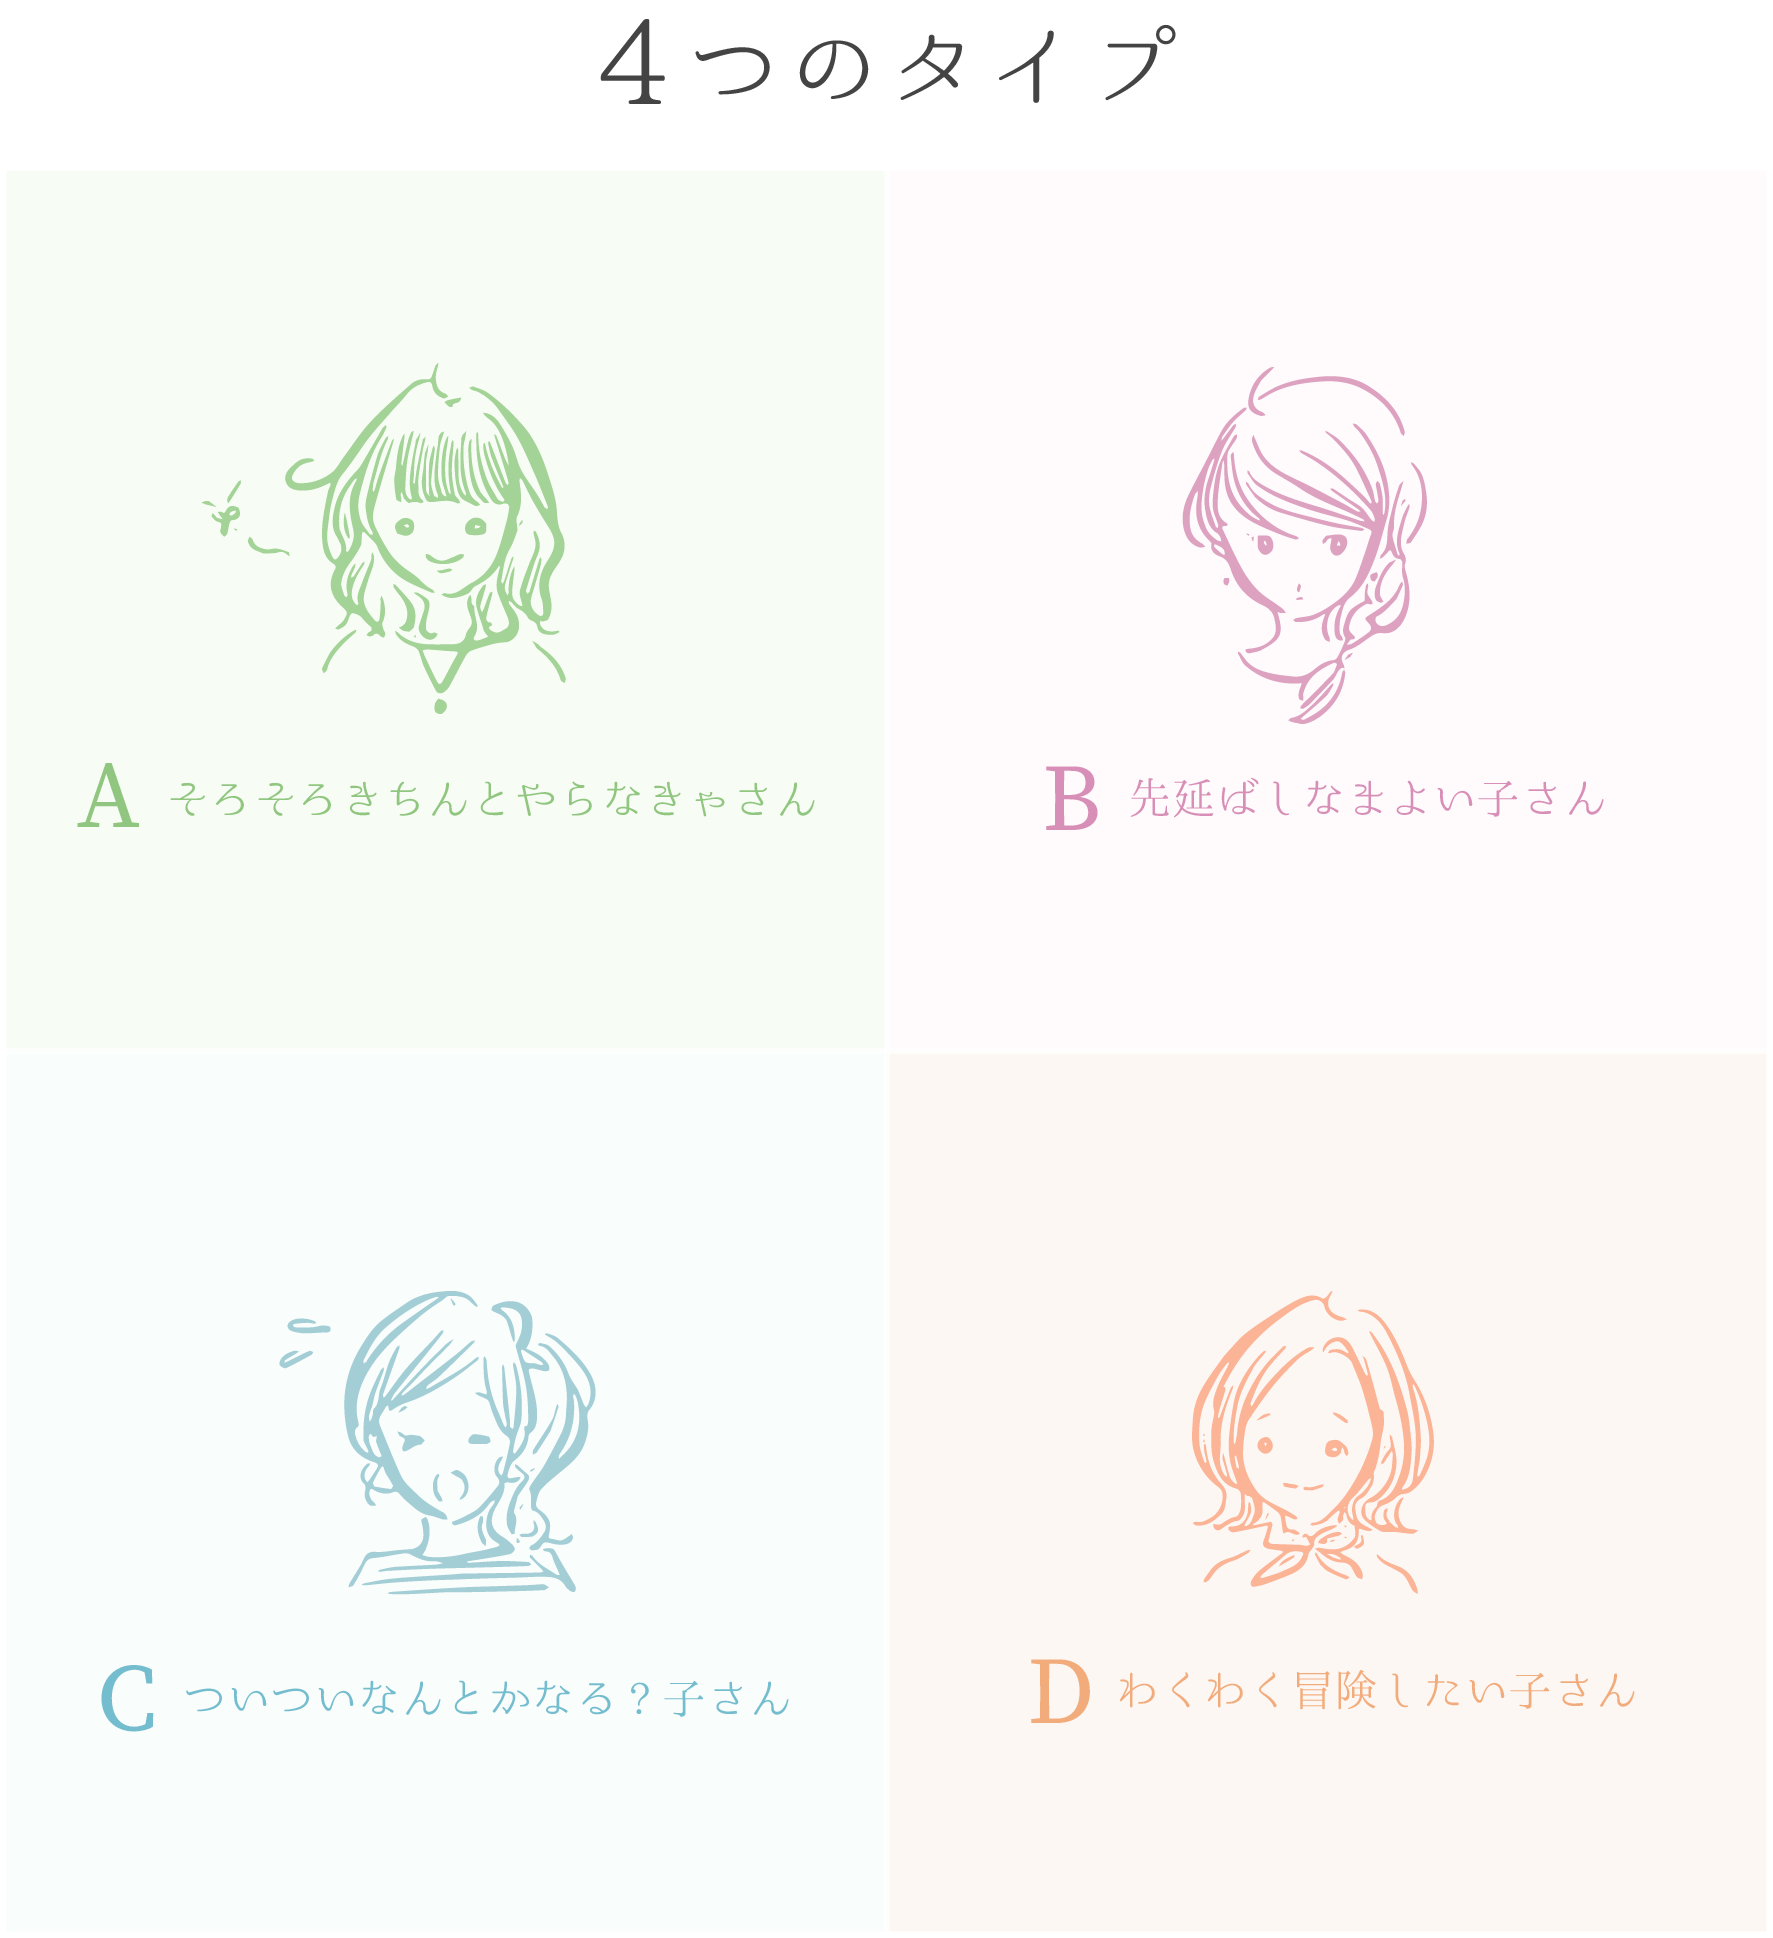 4つのタイプ
A そろそろきちんとやらなきゃさん
B 先延ばしなまよい子さん
C ついついなんとかなる？子さん
D わくわく冒険したい子さん